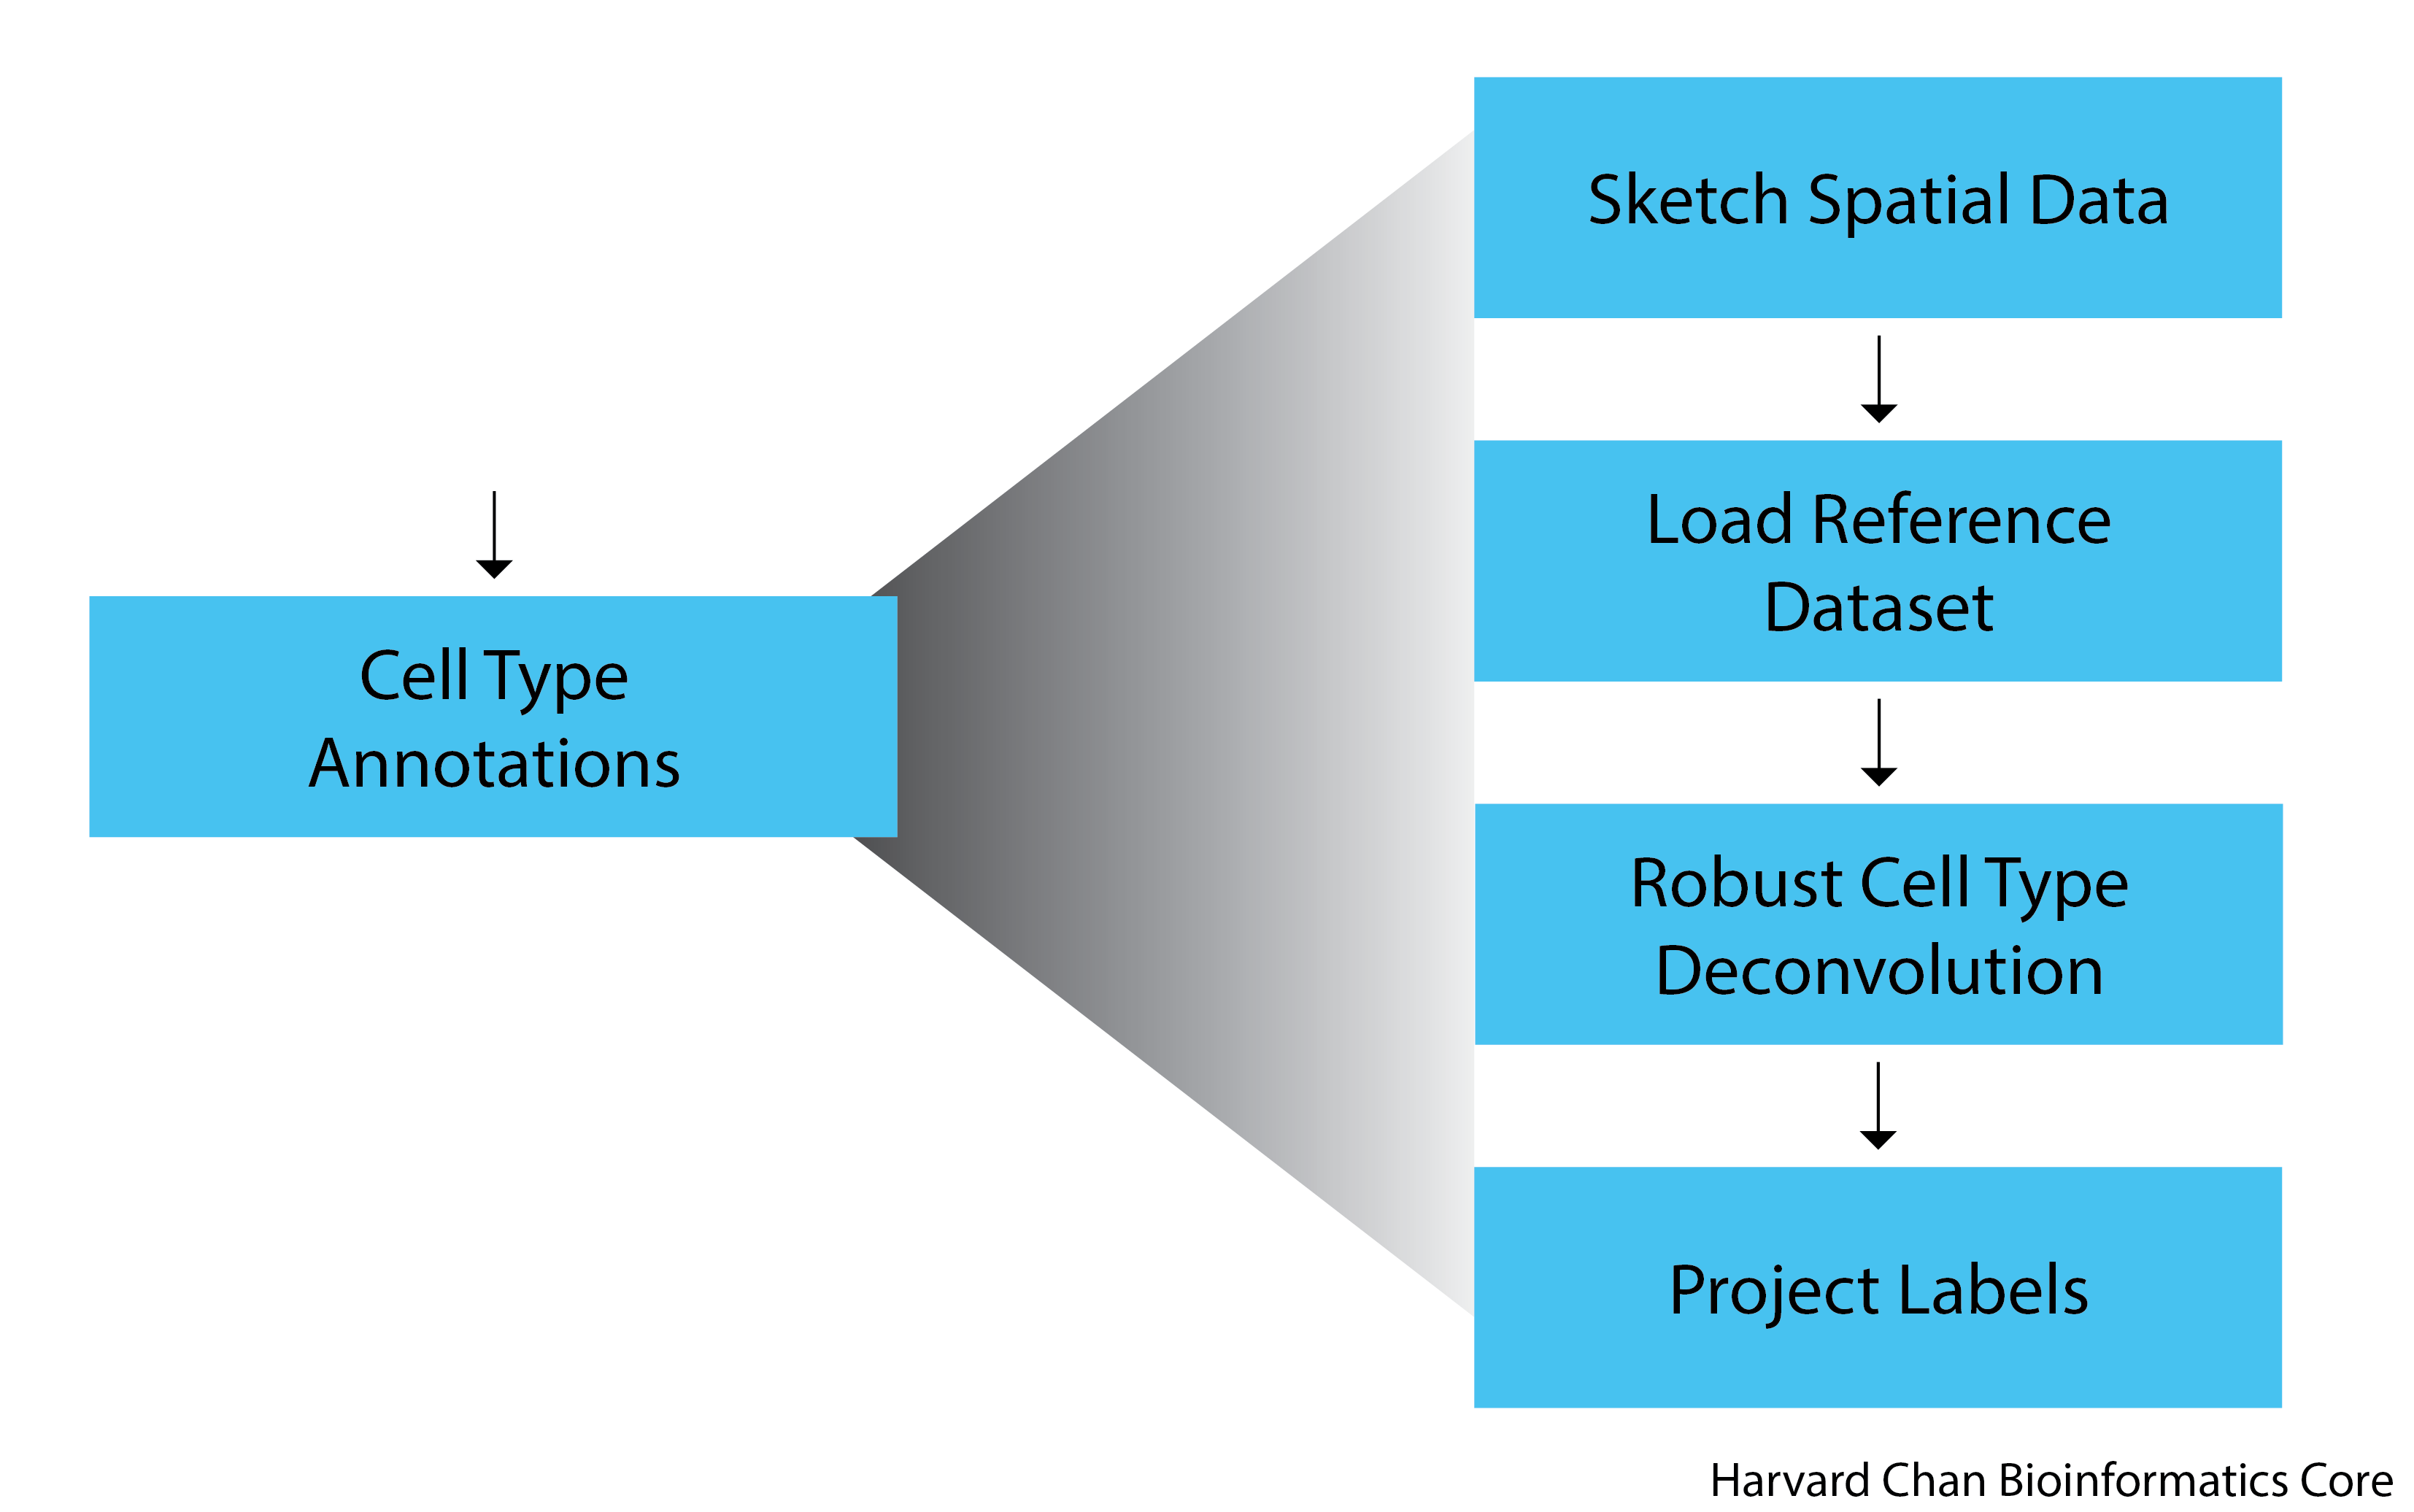 Cell Type
Annotations
Sketch Spatial Data
Load Reference
Dataset
Robust Cell Type
Deconvolution
Project Labels
Harvard Chan Bioinformatics Core